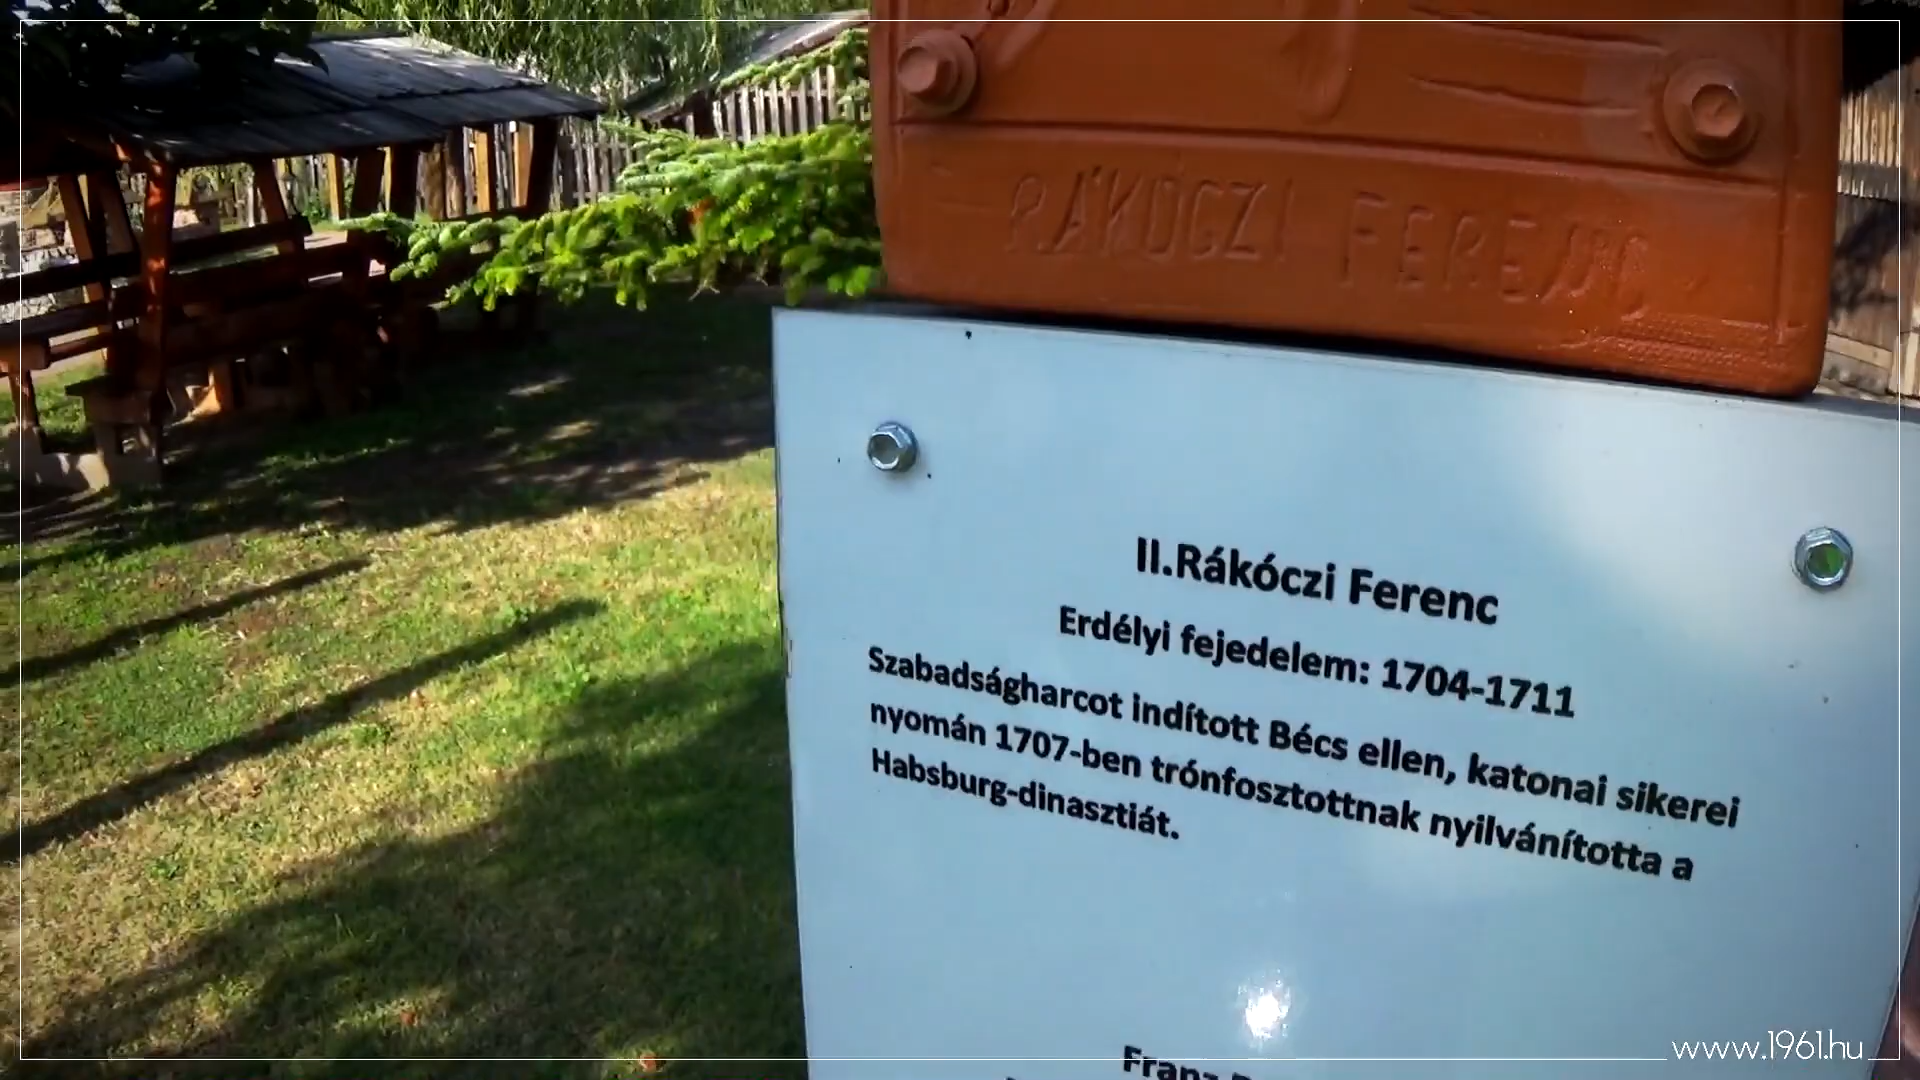 RÁKÓCZI FERENC
II.Rákóczi Ferenc
Erdélyi fejedelem: 1704-1711
Szabadságharcot indított Bécs ellen, katonai sikerei
nyomán 1707-ben trónfosztottnak nyilvánította a
Habsburg-dinasztiát.
Franz
www.1961.hu